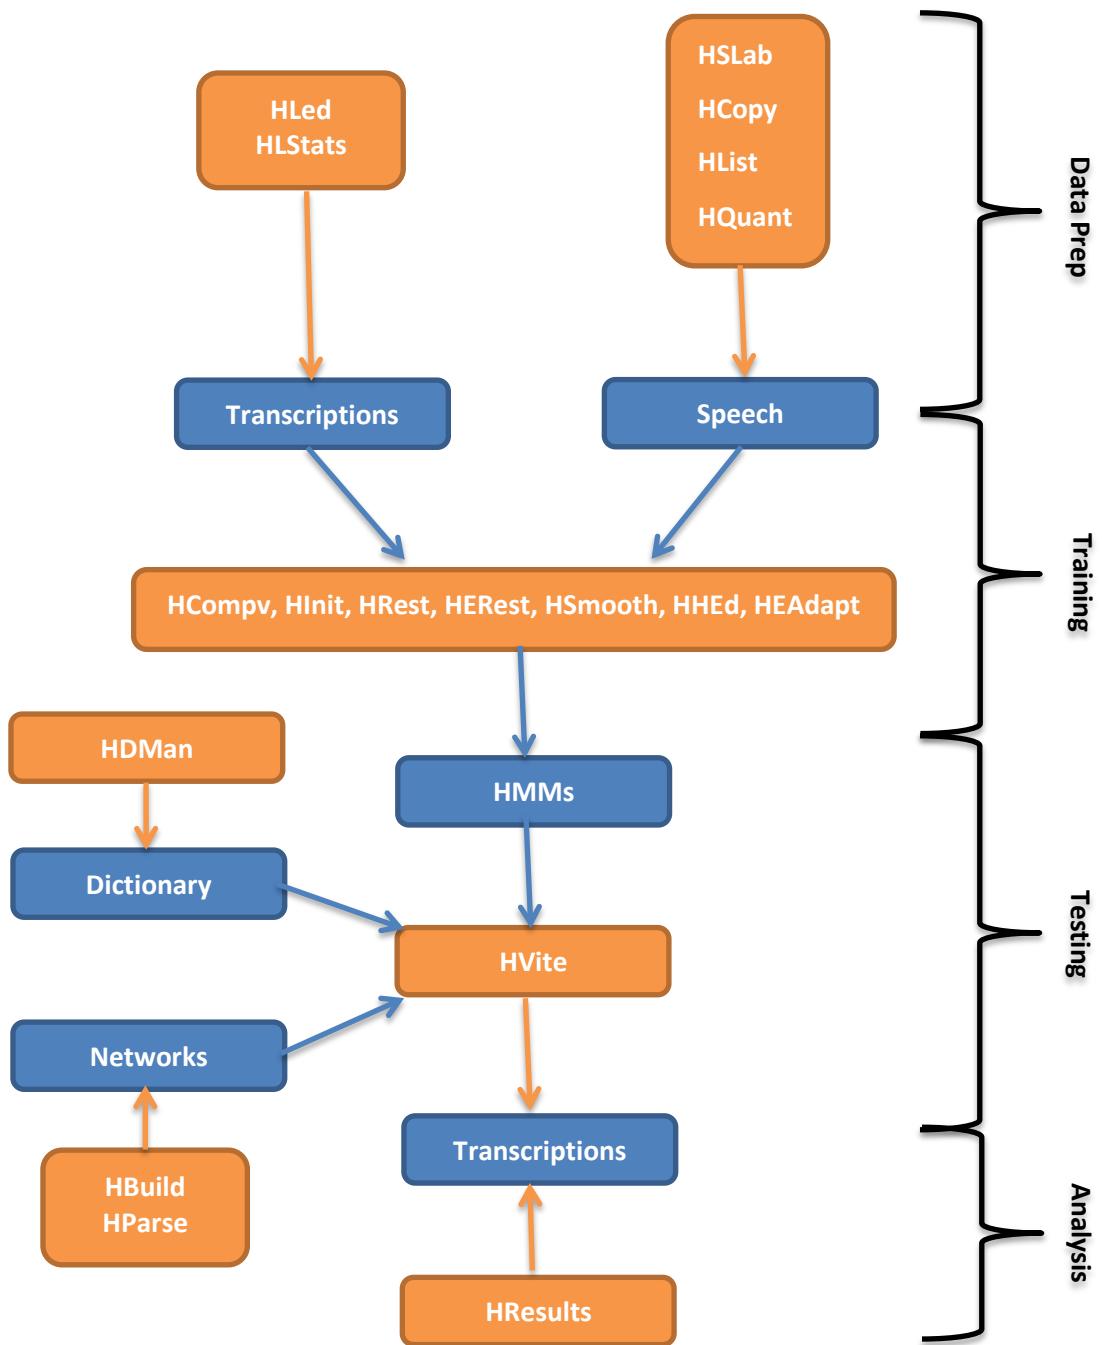 HLed
HLStats
HSLab
HCopy
HList
HQuant
Data Prep
Transcriptions
Speech
Training
HCompv, HInit, HRest, HERest, HSmooth, HHEd, HEAdapt
HDMan
HMMs
Dictionary
HVite
Testing
Networks
Transcriptions
HBuild
HParse
Analysis
HResults